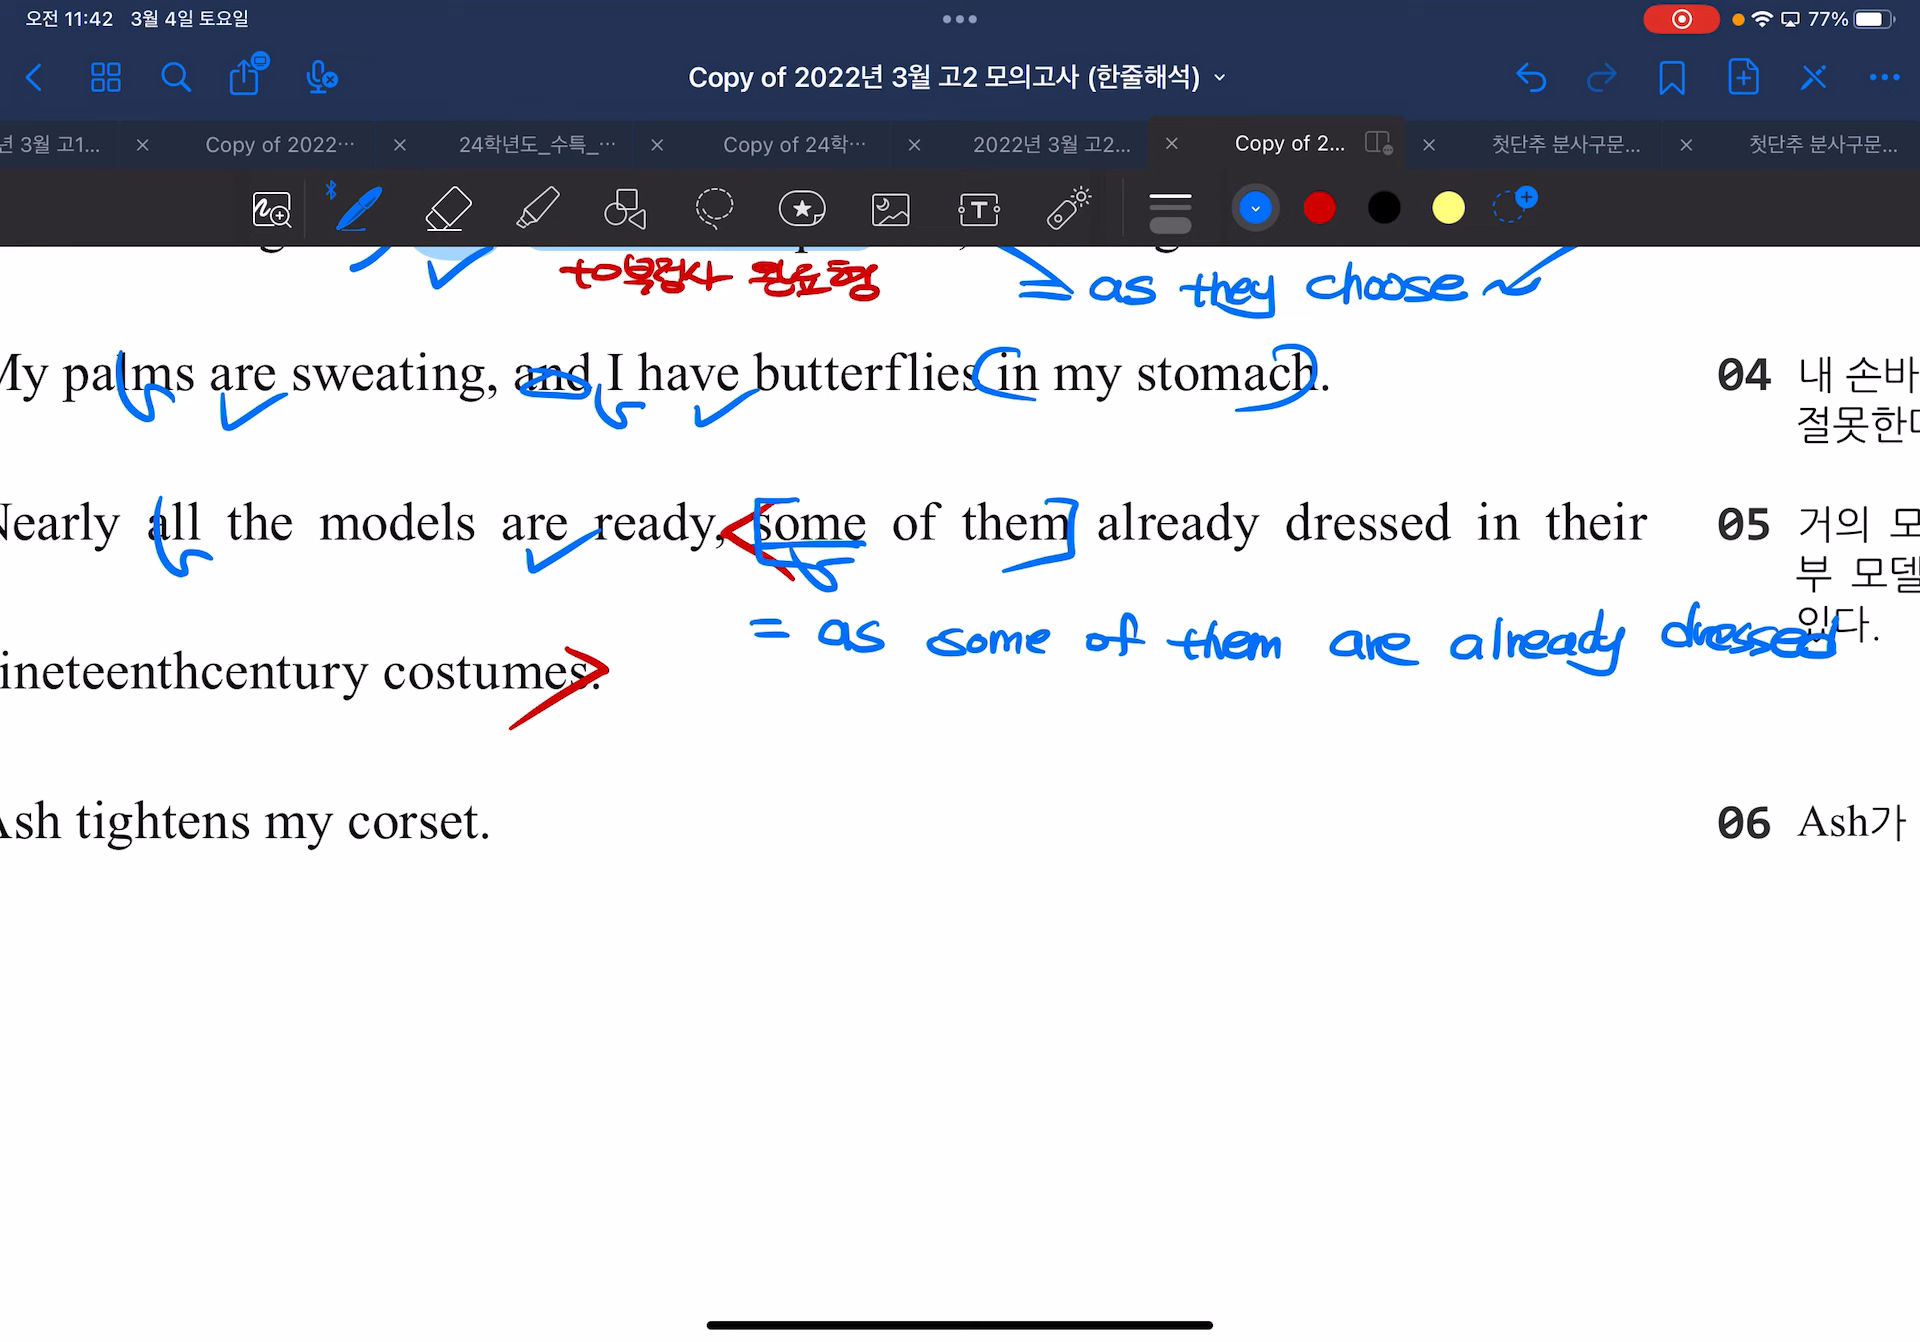 오전 11:42 3월 4일 토요일
77%
Copy of 2022년 3월 고2 모의고사 (한줄해석)
년 3월 고1...
Copy of 2022...
24학년도_수특_...
Copy of 24학...
2022년 3월 고2...
Copy of 2...
첫단추 분사구문...
첫단추 분사구문...
to부정사 완료형
= as they choose ~
My palms are sweating, and I have butterflies in my stomach.
04 내 손바
절못한
Nearly all the models are ready, some of them already dressed in their
05 거의 모
부 모델
= as some of them are already dressed
있다.
ineteenthcentury costumes.
Ash tightens my corset.
06 Ash가